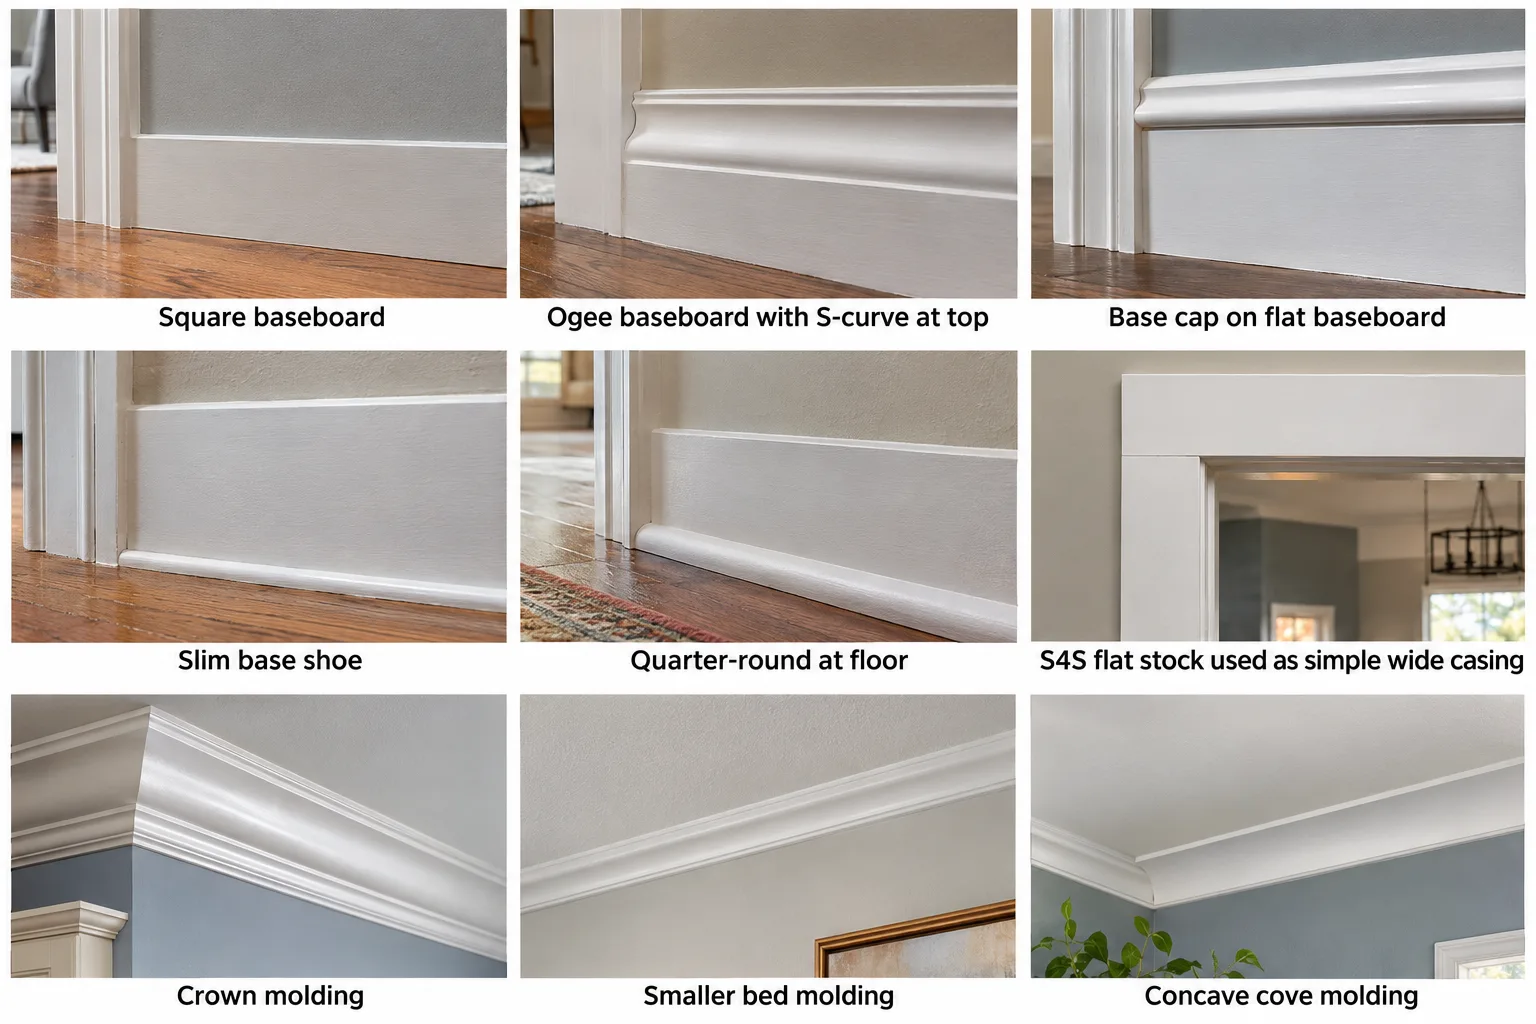 Square baseboard
Ogee baseboard with S-curve at top
Base cap on flat baseboard
Slim base shoe
Quarter-round at floor
S4S flat stock used as simple wide casing
Crown molding
Smaller bed molding
Concave cove molding